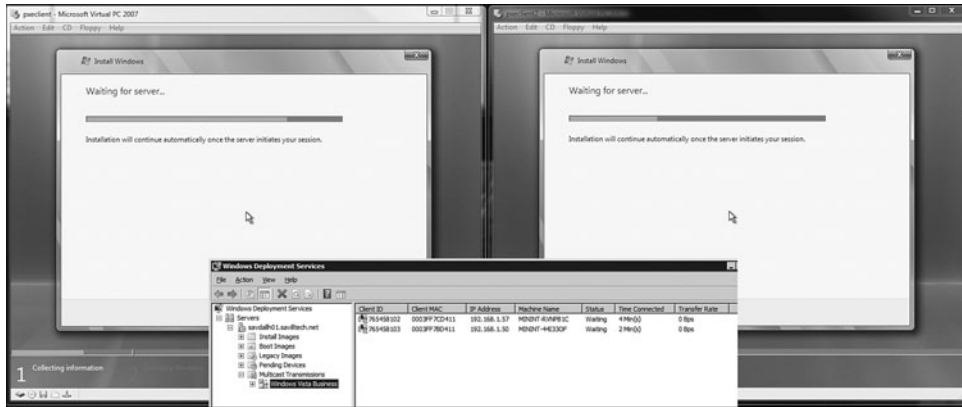 pxeclient - Microsoft Virtual PC 2007
Action Edit CD Floppy Help
Install Windows
Waiting for server...
Installation will continue automatically once the server initiates your session.
1 Collecting information
Action Edit CD Floppy Help
Install Windows
Waiting for server...
Installation will continue automatically once the server initiates your session.
Windows Deployment Services
File Action View Help
Windows Deployment Services
Servers
savdalh01.savilltech.net
Install Images
Boot Images
Legacy Images
Pending Devices
Multicast Transmissions
Windows Vista Business
Client ID Client MAC IP Address Machine Name Status Time Connected Transfer Rate
765458102 0003FF7CD411 192.168.1.57 Waiting 4 Min(s) 0 Bps
765458103 0003FF7BD411 192.168.1.50 Waiting 2 Min(s) 0 Bps